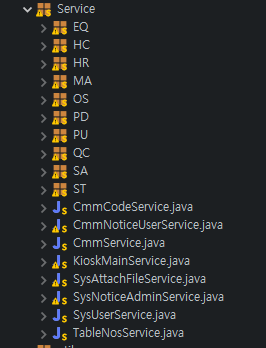 Service
EQ
HC
HR
MA
OS
PD
PU
QC
SA
ST
CmmCodeService.java
CmmNoticeUserService.java
CmmService.java
KioskMainService.java
SysAttachFileService.java
SysNoticeAdminService.java
SysUserService.java
TableNosService.java